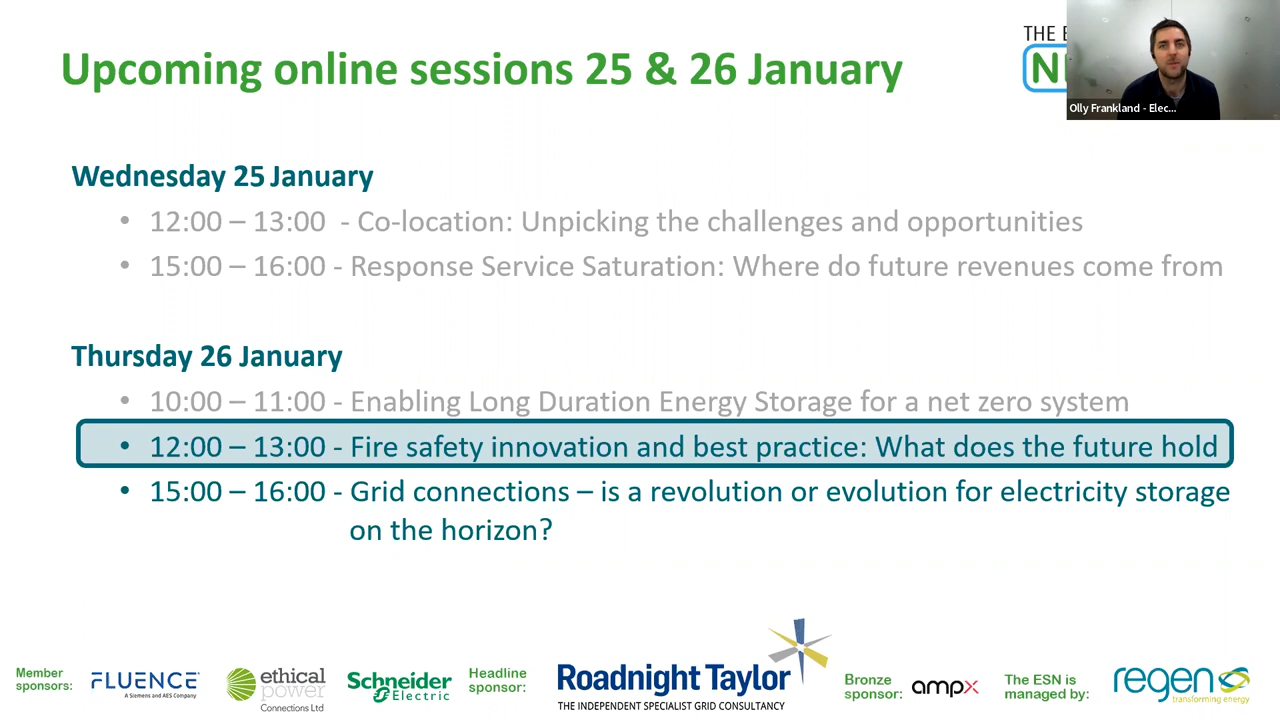 Upcoming online sessions 25 & 26 January
THE
Olly Frankland - Elec...
Wednesday 25 January
• 12:00 – 13:00 - Co-location: Unpicking the challenges and opportunities
• 15:00 – 16:00 - Response Service Saturation: Where do future revenues come from
Thursday 26 January
• 10:00 – 11:00 - Enabling Long Duration Energy Storage for a net zero system
• 12:00 – 13:00 - Fire safety innovation and best practice: What does the future hold
• 15:00 – 16:00 - Grid connections – is a revolution or evolution for electricity storage
on the horizon?
Member
sponsors:
FLUENCE
A Siemens and AES Company
ethical
power
Connections Ltd
Schneider
Electric
Headline
sponsor:
Roadnight Taylor
THE INDEPENDENT SPECIALIST GRID CONSULTANCY
Bronze
sponsor:
ampx
The ESN is
managed by:
regen
transforming energy